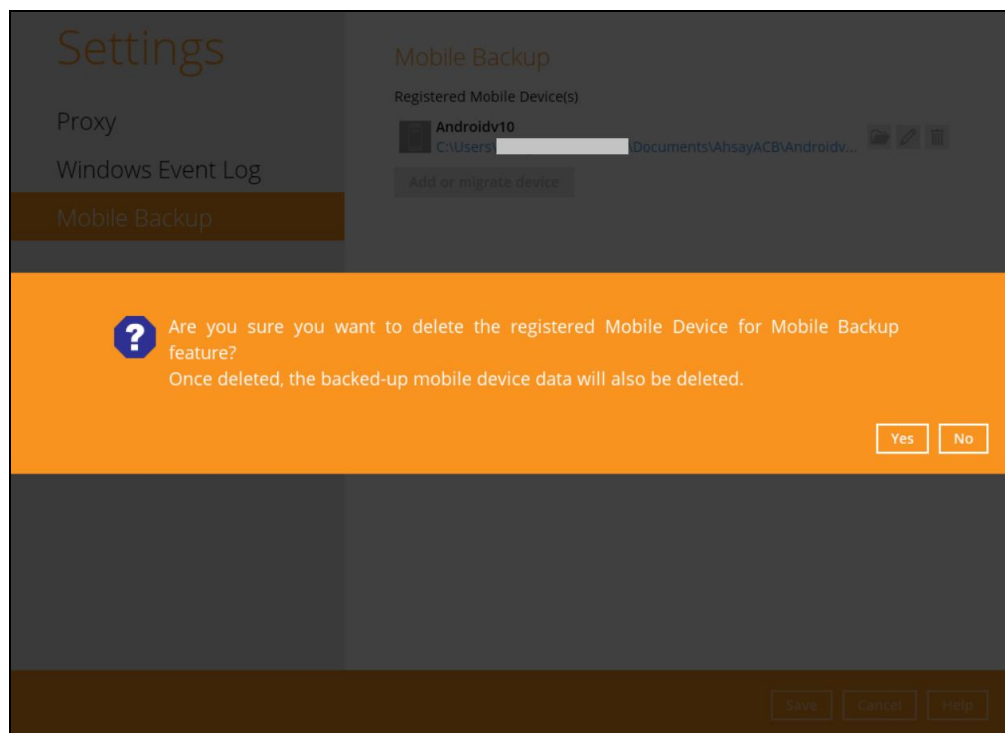 Settings
Proxy
Windows Event Log
Mobile Backup
Mobile Backup
Registered Mobile Device(s)
Androidv10
C:\Users\ \Documents\AhsayACB\Androidv...
Add or migrate device
?
Are you sure you want to delete the registered Mobile Device for Mobile Backup
feature?
Once deleted, the backed-up mobile device data will also be deleted.
Yes No
Save Cancel Help